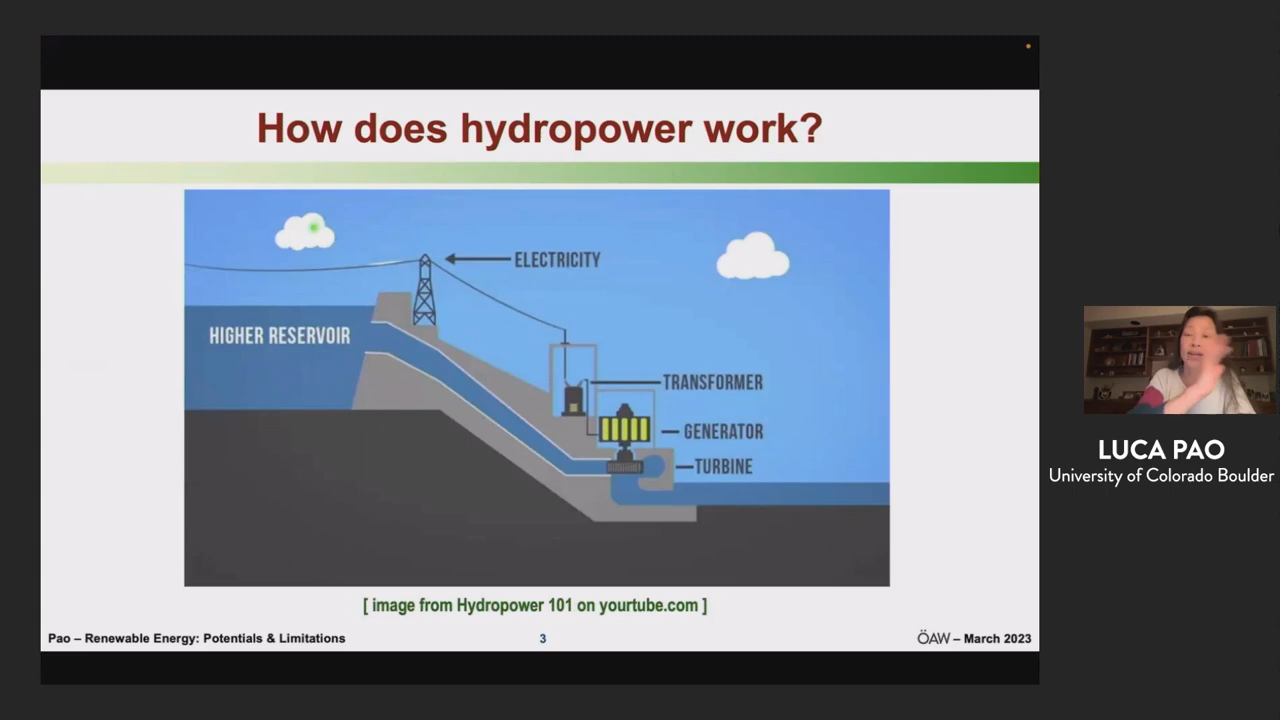 How does hydropower work?
ELECTRICITY
HIGHER RESERVOIR
TRANSFORMER
GENERATOR
TURBINE
[ image from Hydropower 101 on yourtube.com ]
Pao – Renewable Energy: Potentials & Limitations
3
ÖAW – March 2023
LUCA PAO
University of Colorado Boulder